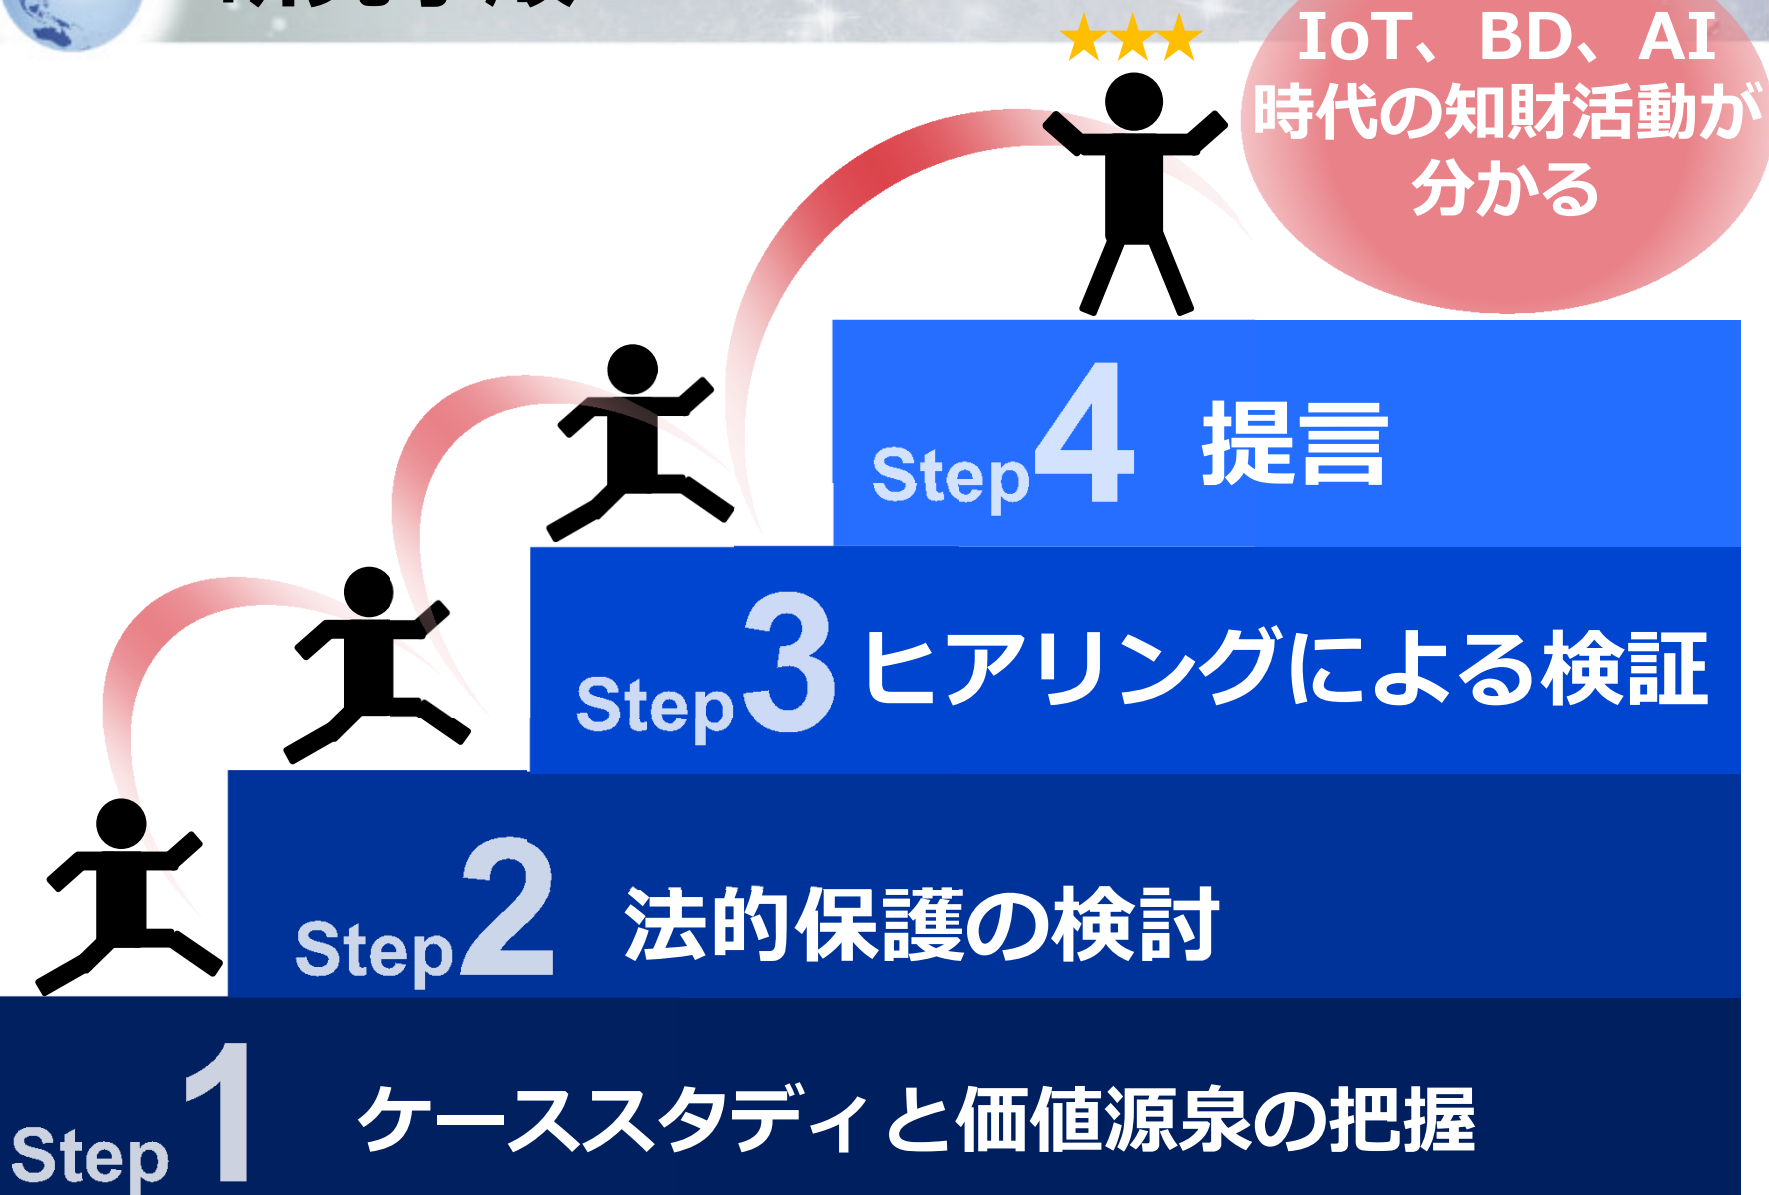 IoT、BD、AI
時代の知財活動が
分かる
Step4 提言
Step3 ヒアリングによる検証
Step2 法的保護の検討
Step1 ケーススタディと価値源泉の把握